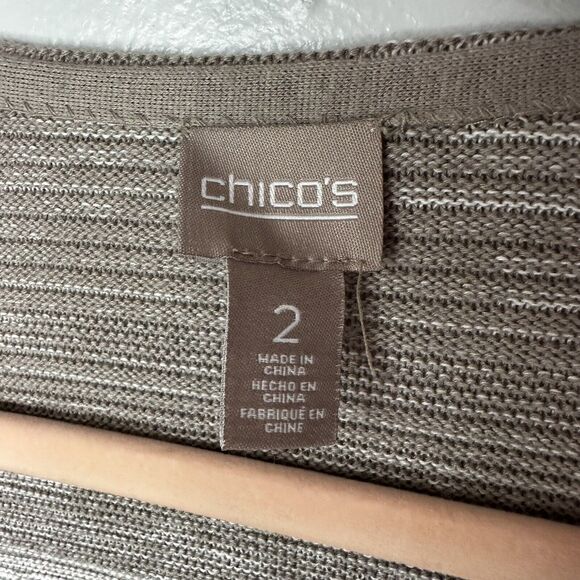 chico's
2
MADE IN
CHINA
HECHO EN
CHINA
FABRIQUÉ EN
CHINE